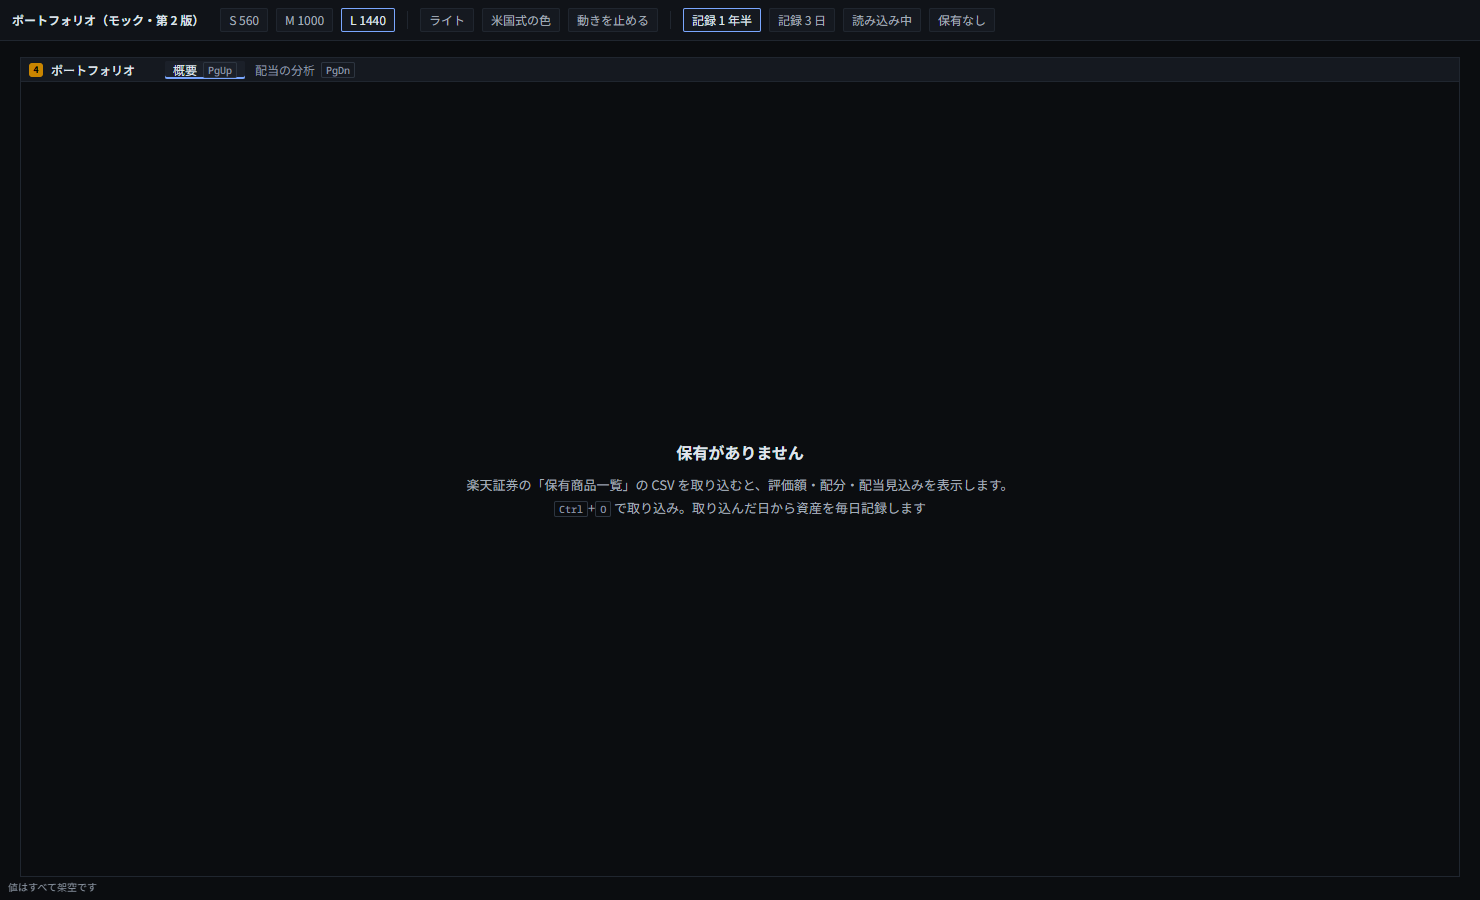 ポートフォリオ（モック・第 2 版） S 560 M 1000 L 1440 ライト 米国式の色 動きを止める 記録 1 年半 記録 3 日 読み込み中 保有なし
4 ポートフォリオ 概要 PgUp 配当の分析 PgDn
保有がありません
楽天証券の「保有商品一覧」の CSV を取り込むと、評価額・配分・配当見込みを表示します。
Ctrl+O で取り込み。取り込んだ日から資産を毎日記録します
値はすべて架空です